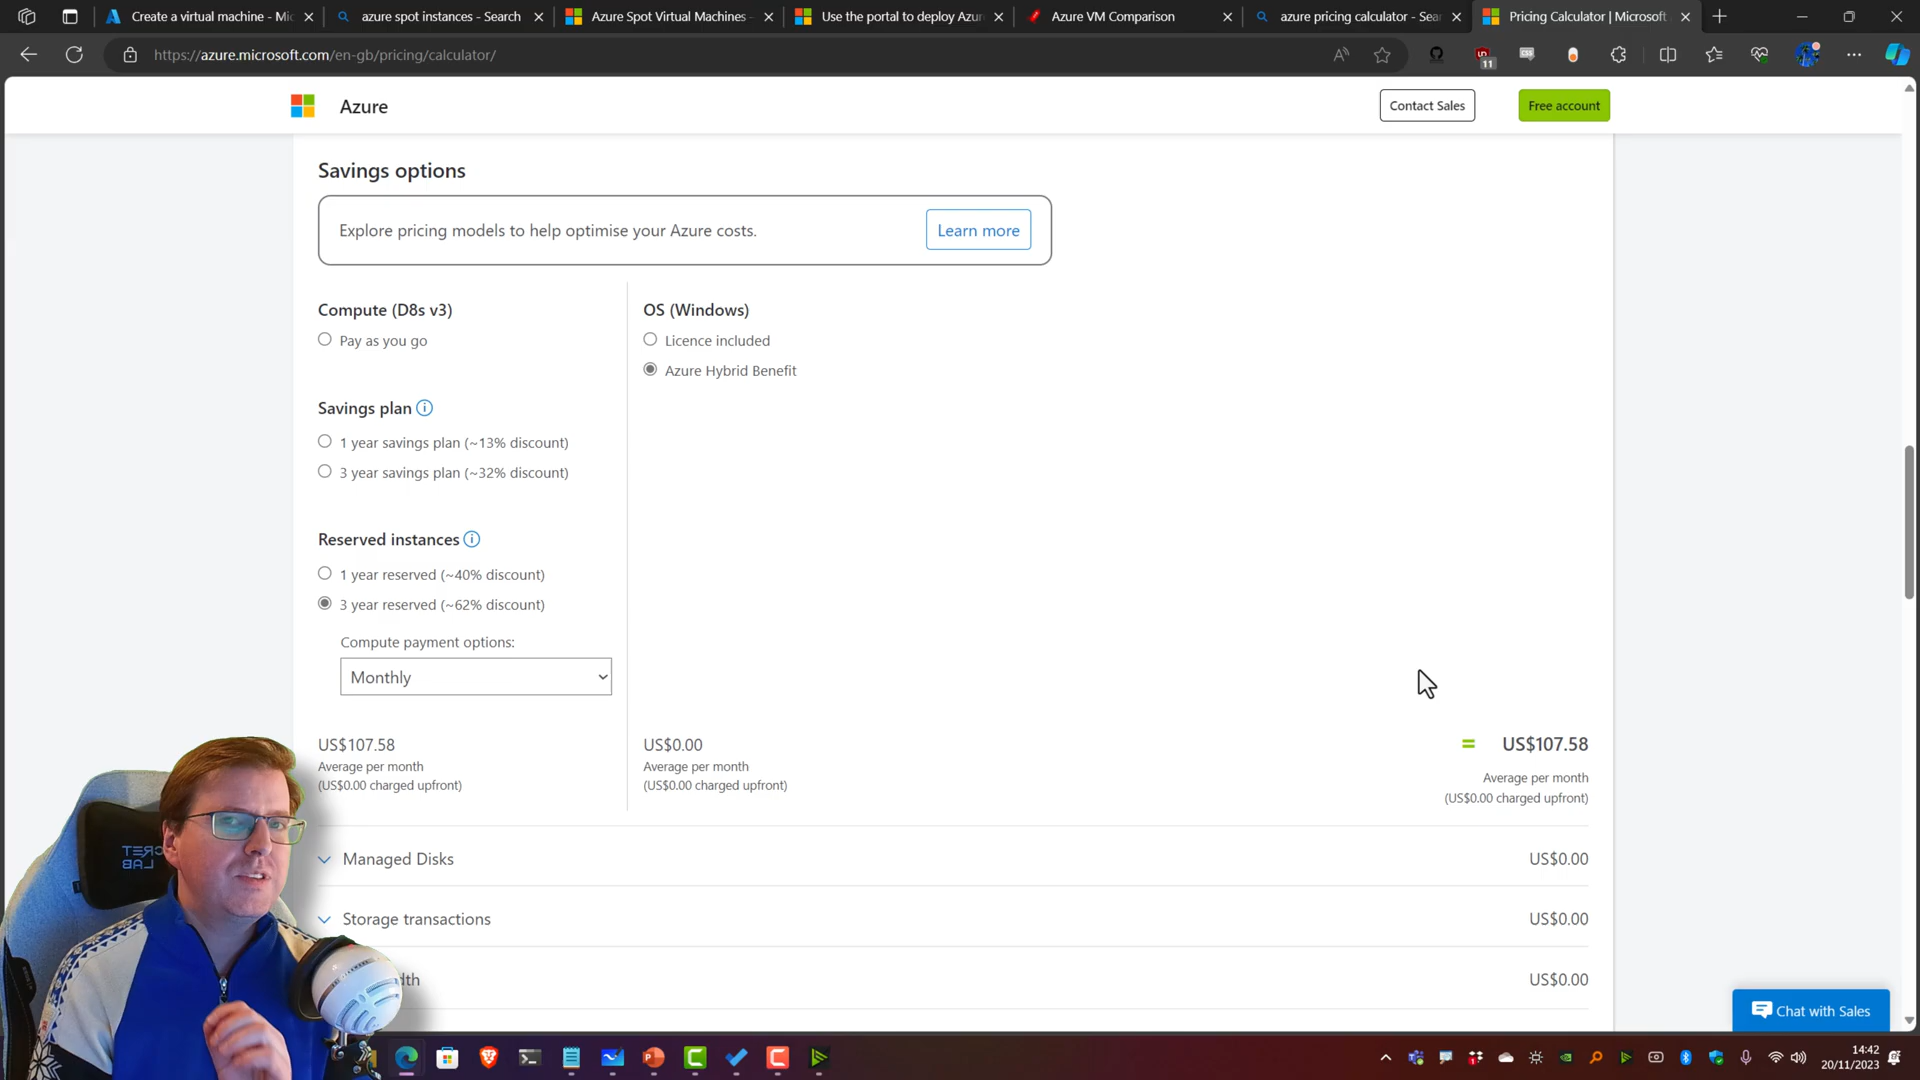 Create a virtual machine - Mic
azure spot instances - Search
Azure Spot Virtual Machines -
Use the portal to deploy Azur
Azure VM Comparison
azure pricing calculator - Sear
Pricing Calculator | Microsoft
https://azure.microsoft.com/en-gb/pricing/calculator/
11
Azure
Contact Sales
Free account
Savings options
Explore pricing models to help optimise your Azure costs.
Learn more
Compute (D8s v3)
Pay as you go
OS (Windows)
Licence included
Azure Hybrid Benefit
Savings plan
1 year savings plan (~13% discount)
3 year savings plan (~32% discount)
Reserved instances
1 year reserved (~40% discount)
3 year reserved (~62% discount)
Compute payment options:
Monthly
US$107.58
Average per month
(US$0.00 charged upfront)
US$0.00
Average per month
(US$0.00 charged upfront)
= US$107.58
Average per month
(US$0.00 charged upfront)
Managed Disks US$0.00
Storage transactions US$0.00
dth US$0.00
Chat with Sales
14:42
20/11/2023